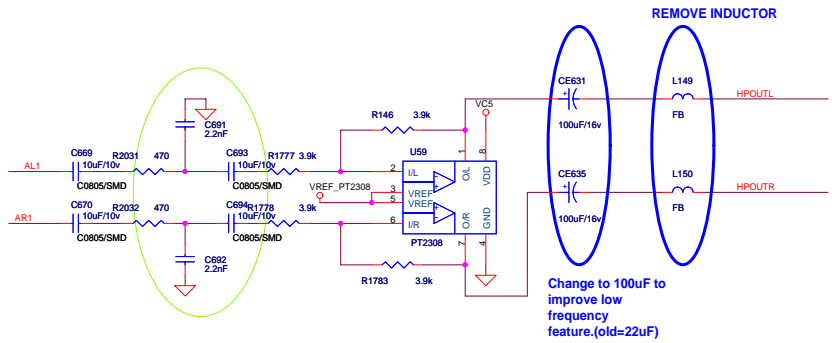 REMOVE INDUCTOR
CE631
L149
HPOUTL
100uF/16v
FB
VC5
R146
3.9k
C691
2.2nF
U59
C669
10uF/10v
R2031
470
C693
10uF/10v
R1777
3.9k
1
8
AL1
C0805/SMD
C0805/SMD
2
I/L
O/L
VDD
VREF_PT2308
3
VREF
5
VREF
CE635
L150
HPOUTR
C670
10uF/10v
R2032
470
C694
10uF/10v
R1778
3.9k
6
I/R
O/R
GND
AR1
C0805/SMD
C0805/SMD
100uF/16v
FB
7
4
PT2308
C692
2.2nF
R1783
3.9k
Change to 100uF to
improve low
frequency
feature.(old=22uF)